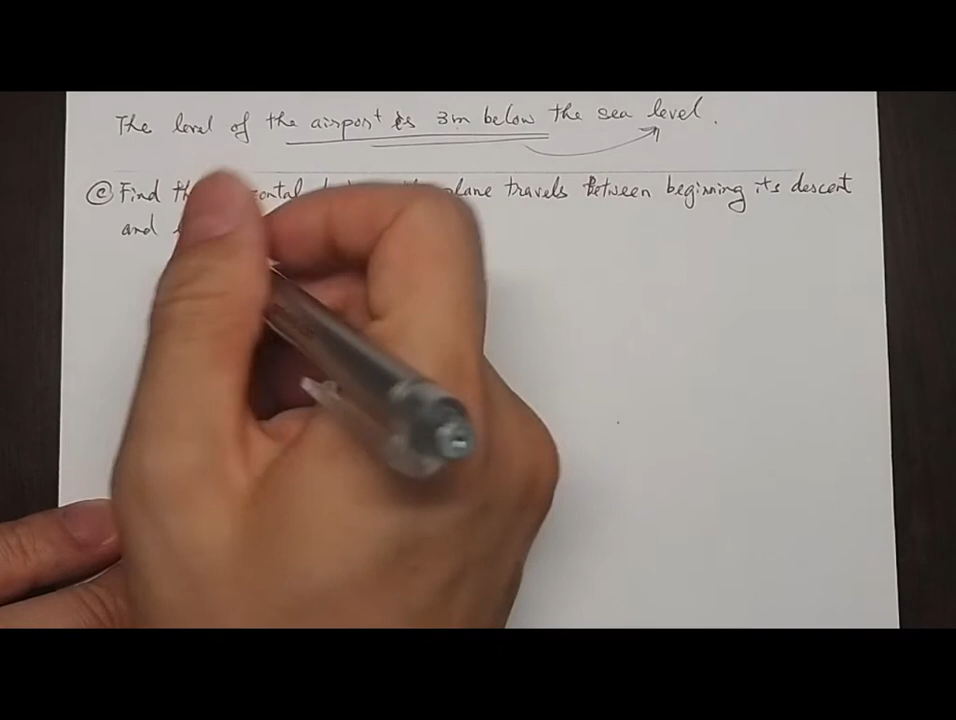 The level of the airport is 3m below the sea level.
© Find plane travels between beginning its descent
and